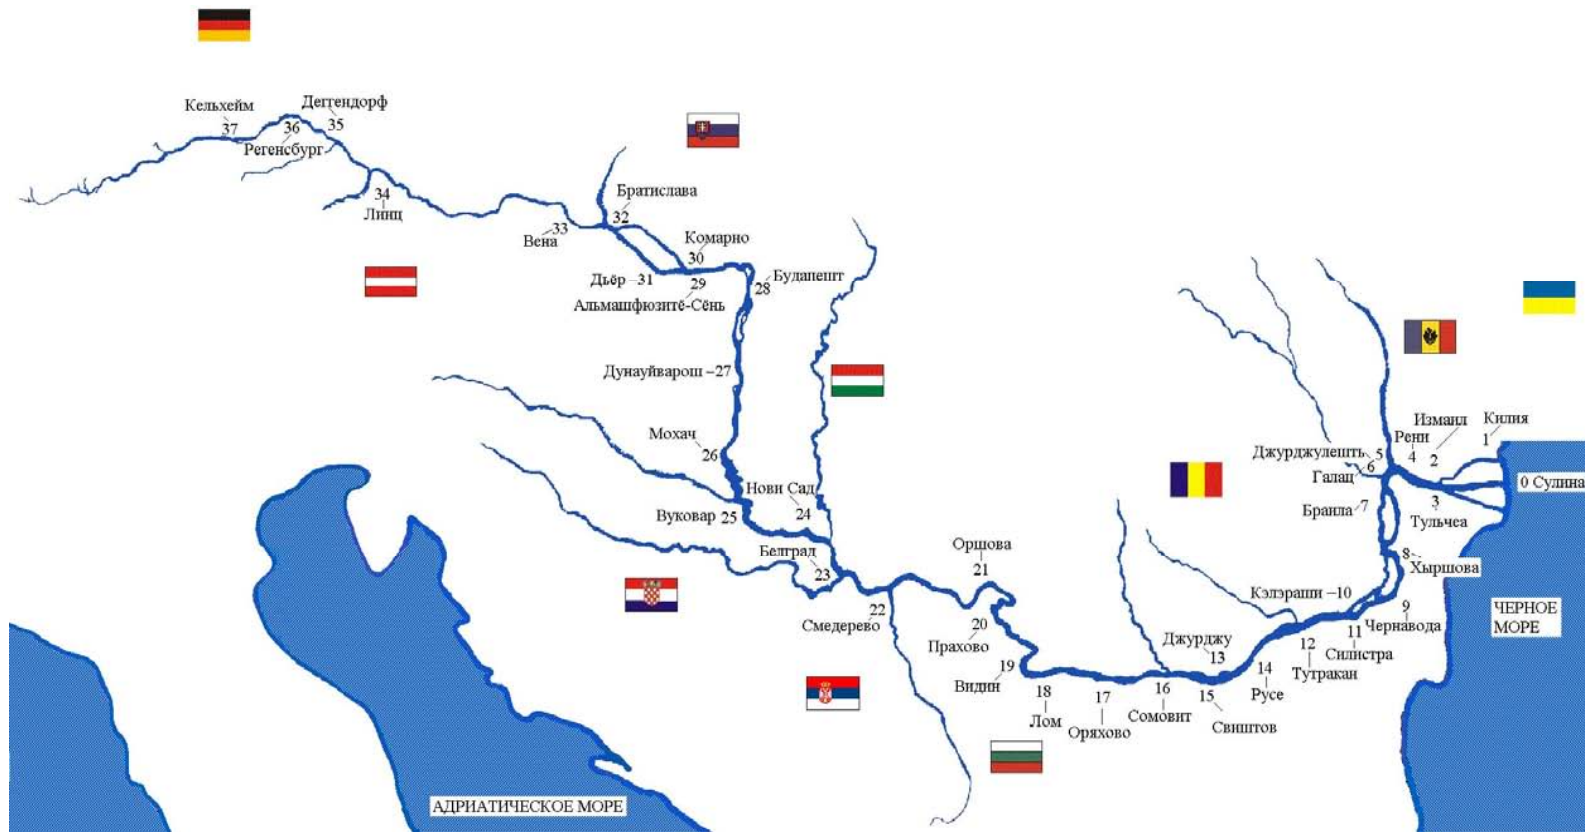 Кельхейм
37
36
Регенсбург
Деггендорф
35
34
Линц
Вена
33
Братислава
32
Комарно
30
Дьёр –31
29
Альмашфюзитё-Сёнь
Будапешт
28
Дунауйварош –27
Мохач
26
Вуковар
25
Нови Сад
24
Белград
23
22
Смедерево
Оршова
21
20
Прахово
19
Видин
18
Лом
17
Оряхово
16
Сомовит
15
Свиштов
Джурджу
13
14
Русе
12
Тутракан
11
Силистра
Кэлэраши –10
9
Чернавода
8
Хыршова
Браила
7
Галац
6
Джурджулешть
5
Рени
4
Измаил
2
Килия
1
3
Тульчеа
0 Сулина
ЧЕРНОЕ
МОРЕ
АДРИАТИЧЕСКОЕ МОРЕ